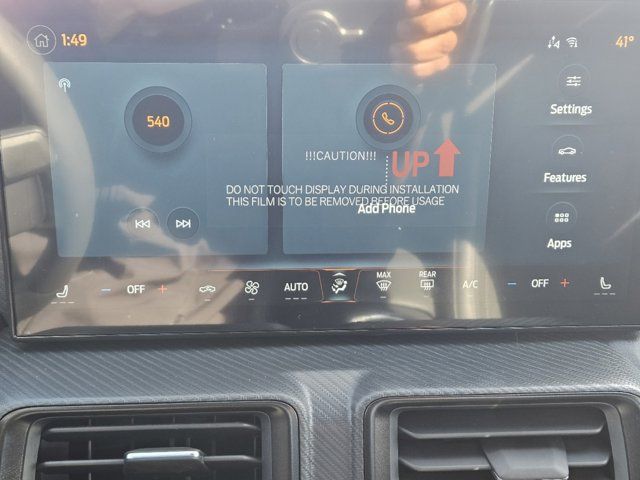 1:49
41°
540
Settings
!!!CAUTION!!!
UP
Features
DO NOT TOUCH DISPLAY DURING INSTALLATION
THIS FILM IS TO BE REMOVED BEFORE USAGE
Add Phone
Apps
- OFF +
AUTO
MAX
REAR
A/C
- OFF +